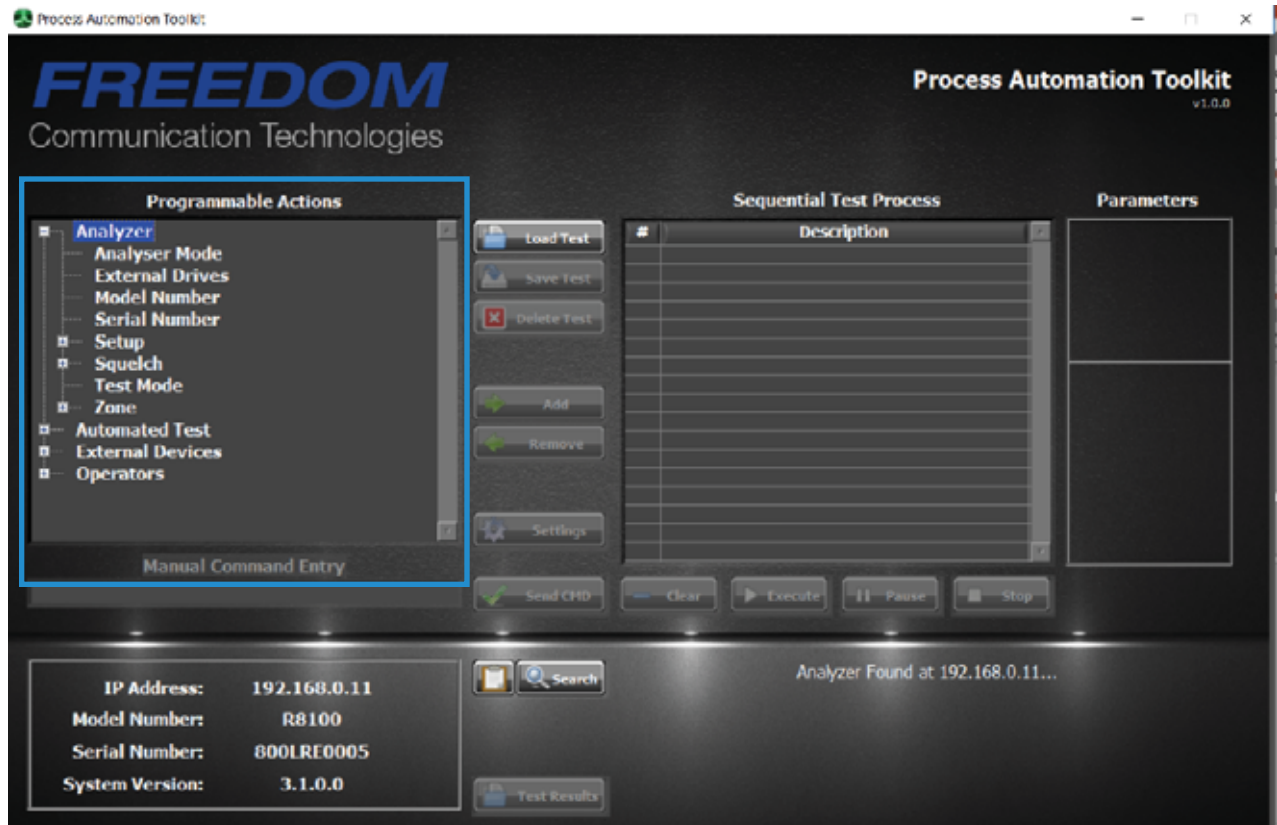 Process Automation Toolkit
FREEDOM
Communication Technologies
Process Automation Toolkit
v1.0.0
Programmable Actions
Analyzer
Analyser Mode
External Drives
Model Number
Serial Number
Setup
Squelch
Test Mode
Zone
Automated Test
External Devices
Operators
Manual Command Entry
Load Test
Save Test
Delete Test
Add
Remove
Settings
Send CMD
Sequential Test Process
# Description
Clear Execute Pause Stop
Parameters
IP Address: 192.168.0.11
Model Number: R8100
Serial Number: 800LRE0005
System Version: 3.1.0.0
Search
Test Results
Analyzer Found at 192.168.0.11...